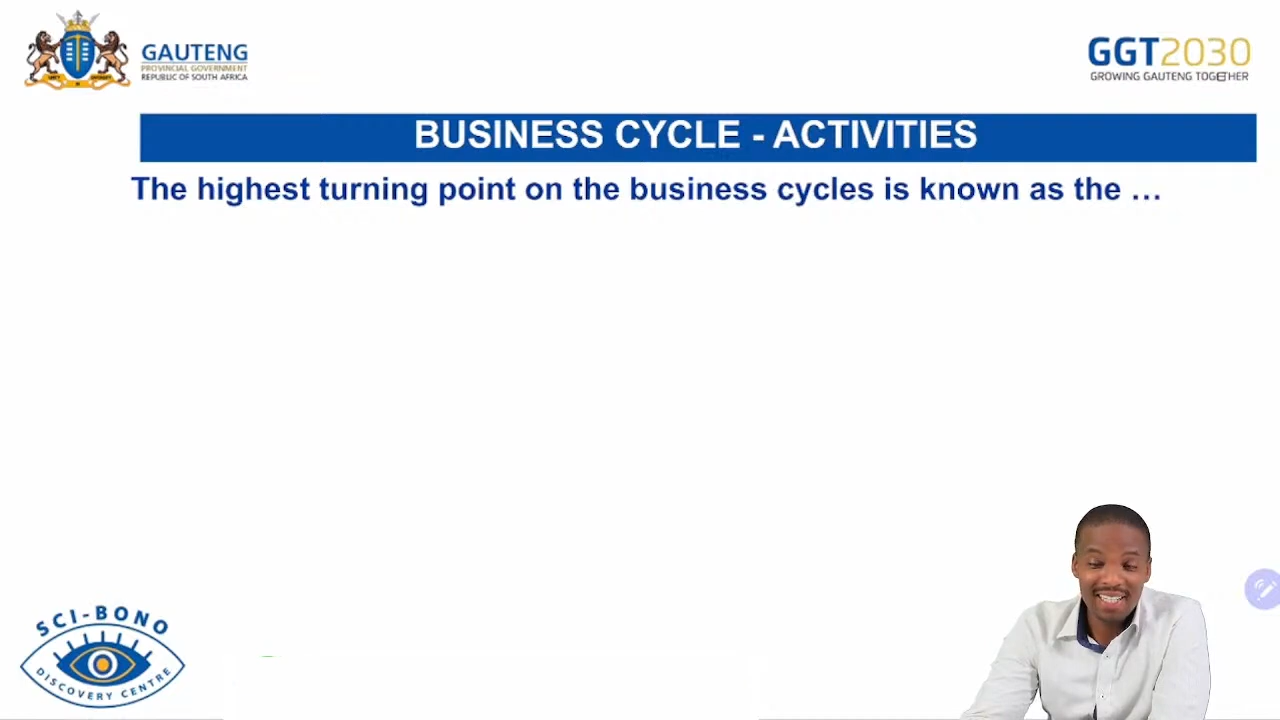 GAUTENG
PROVINCIAL GOVERNMENT
REPUBLIC OF SOUTH AFRICA
GGT2030
GROWING GAUTENG TOGETHER
BUSINESS CYCLE - ACTIVITIES
The highest turning point on the business cycles is known as the …
SCI-BONO
DISCOVERY CENTRE